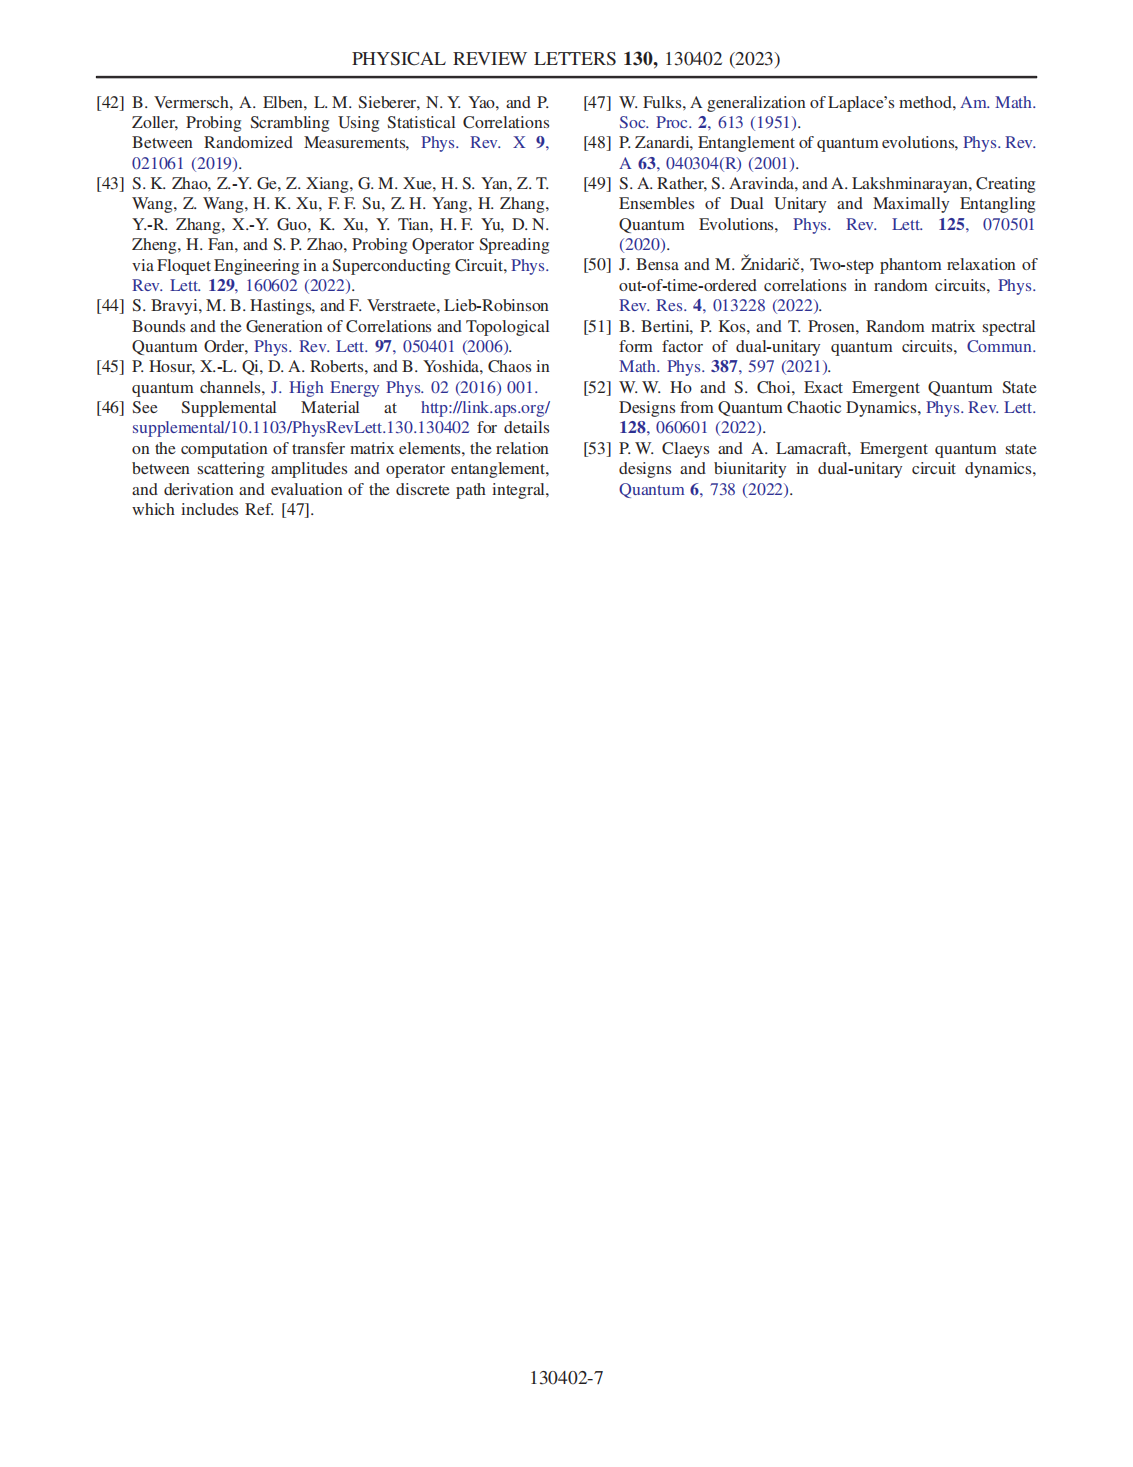 PHYSICAL REVIEW LETTERS 130, 130402 (2023)
[42] B. Vermersch, A. Elben, L. M. Sieberer, N. Y. Yao, and P.
Zoller, Probing Scrambling Using Statistical Correlations
Between Randomized Measurements, Phys. Rev. X 9,
021061 (2019).
[43] S. K. Zhao, Z.-Y. Ge, Z. Xiang, G. M. Xue, H. S. Yan, Z. T.
Wang, Z. Wang, H. K. Xu, F. F. Su, Z. H. Yang, H. Zhang,
Y.-R. Zhang, X.-Y. Guo, K. Xu, Y. Tian, H. F. Yu, D. N.
Zheng, H. Fan, and S. P. Zhao, Probing Operator Spreading
via Floquet Engineering in a Superconducting Circuit, Phys.
Rev. Lett. 129, 160602 (2022).
[44] S. Bravyi, M. B. Hastings, and F. Verstraete, Lieb-Robinson
Bounds and the Generation of Correlations and Topological
Quantum Order, Phys. Rev. Lett. 97, 050401 (2006).
[45] P. Hosur, X.-L. Qi, D. A. Roberts, and B. Yoshida, Chaos in
quantum channels, J. High Energy Phys. 02 (2016) 001.
[46] See Supplemental Material at http://link.aps.org/
supplemental/10.1103/PhysRevLett.130.130402 for details
on the computation of transfer matrix elements, the relation
between scattering amplitudes and operator entanglement,
and derivation and evaluation of the discrete path integral,
which includes Ref. [47].
[47] W. Fulks, A generalization of Laplace's method, Am. Math.
Soc. Proc. 2, 613 (1951).
[48] P. Zanardi, Entanglement of quantum evolutions, Phys. Rev.
A 63, 040304(R) (2001).
[49] S. A. Rather, S. Aravinda, and A. Lakshminarayan, Creating
Ensembles of Dual Unitary and Maximally Entangling
Quantum Evolutions, Phys. Rev. Lett. 125, 070501
(2020).
[50] J. Bensa and M. Žnidarič, Two-step phantom relaxation of
out-of-time-ordered correlations in random circuits, Phys.
Rev. Res. 4, 013228 (2022).
[51] B. Bertini, P. Kos, and T. Prosen, Random matrix spectral
form factor of dual-unitary quantum circuits, Commun.
Math. Phys. 387, 597 (2021).
[52] W. W. Ho and S. Choi, Exact Emergent Quantum State
Designs from Quantum Chaotic Dynamics, Phys. Rev. Lett.
128, 060601 (2022).
[53] P. W. Claeys and A. Lamacraft, Emergent quantum state
designs and biunitarity in dual-unitary circuit dynamics,
Quantum 6, 738 (2022).
130402-7